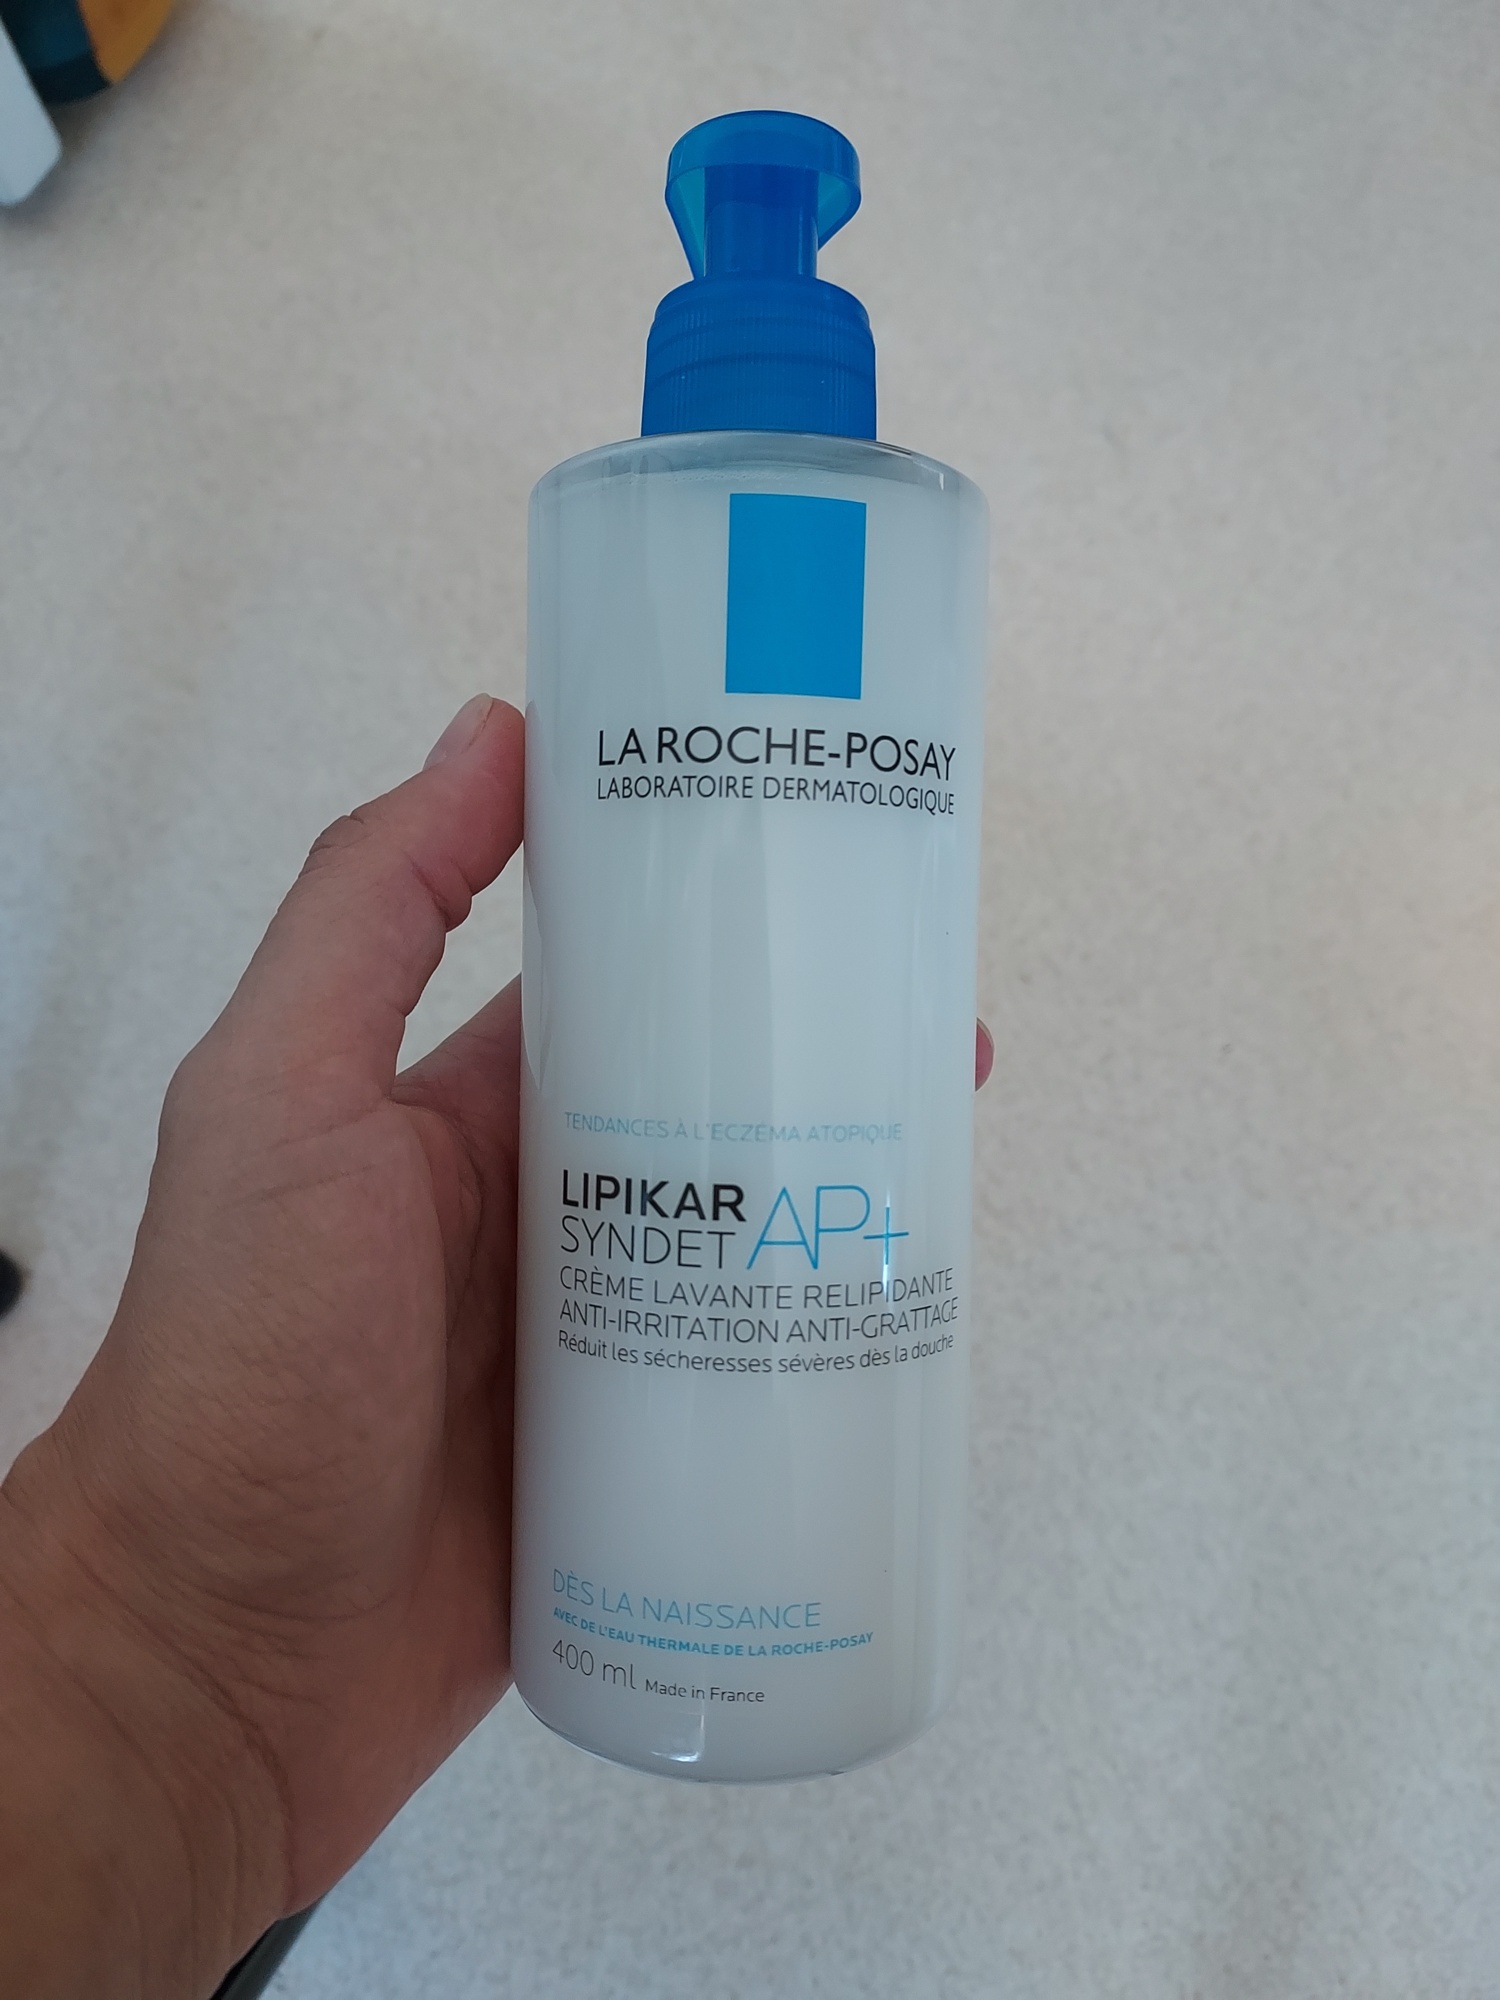 LA ROCHE-POSAY
LABORATOIRE DERMATOLOGIQUE
TENDANCES À L'ECZÉMA ATOPIQUE
LIPIKAR
SYNDET AP+
CRÈME LAVANTE RELIPIDANTE
ANTI-IRRITATION ANTI-GRATTAGE
Réduit les sécheresses sévères dès la douche
DÈS LA NAISSANCE
AVEC DE L'EAU THERMALE DE LA ROCHE-POSAY
400 ml Made in France